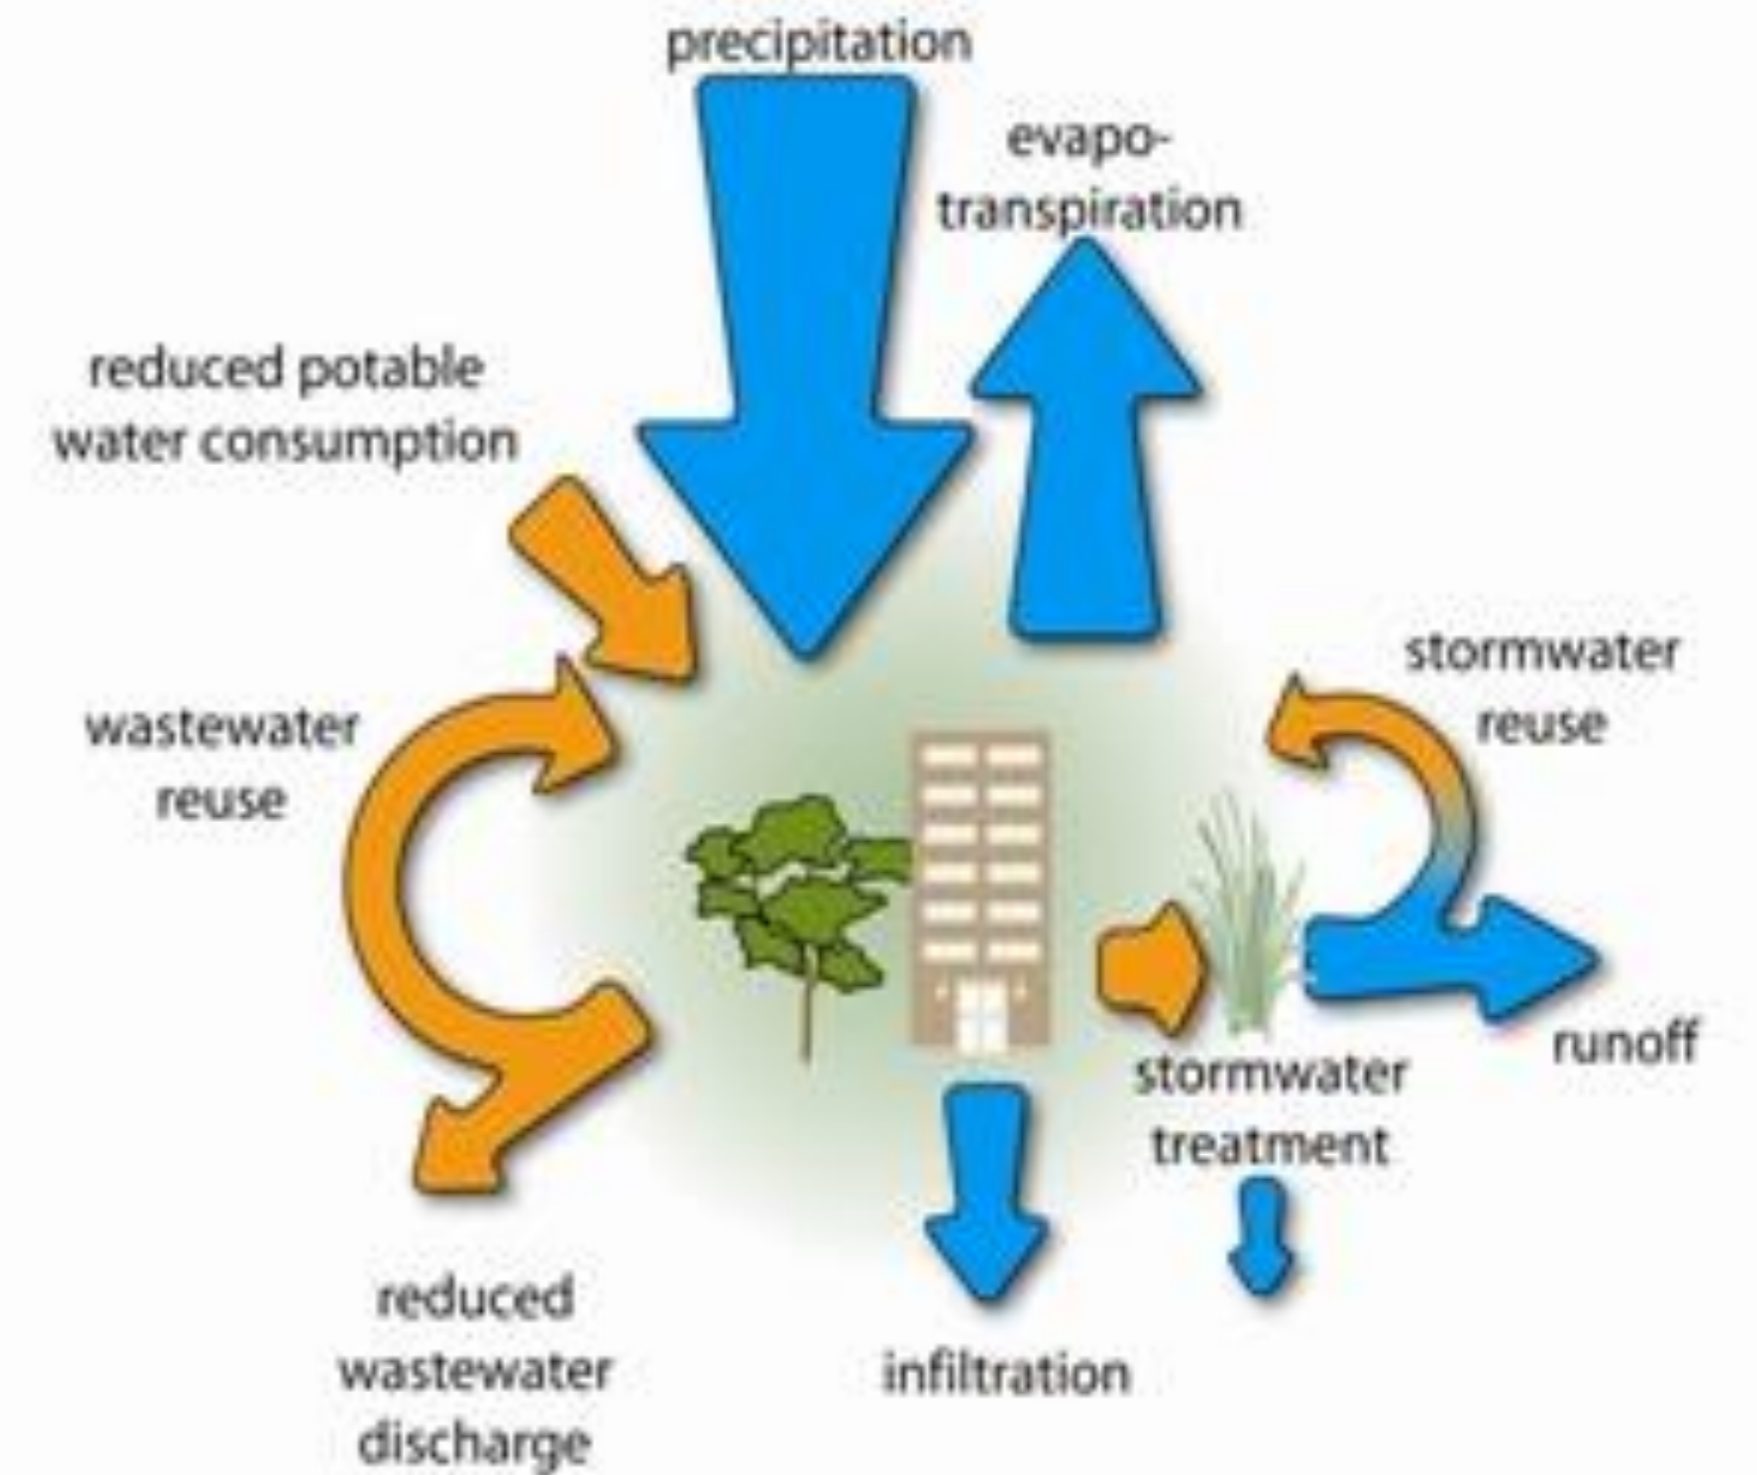 precipitation
evapo-
transpiration
reduced potable
water consumption
stormwater
reuse
wastewater
reuse
runoff
stormwater
treatment
reduced
wastewater
discharge
infiltration